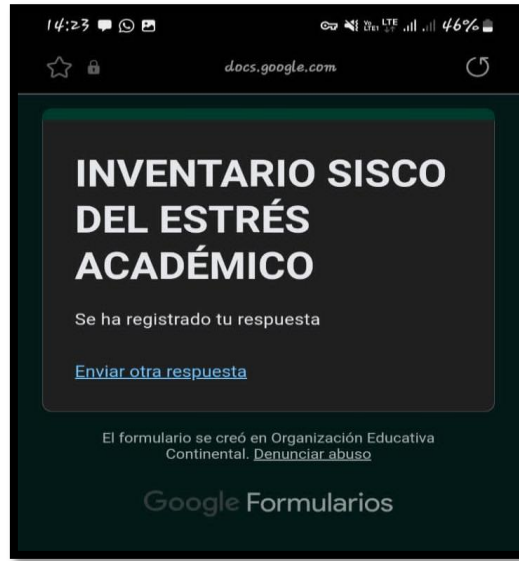 14:23 46%
docs.google.com
INVENTARIO SISCO
DEL ESTRÉS
ACADÉMICO
Se ha registrado tu respuesta
Enviar otra respuesta
El formulario se creó en Organización Educativa
Continental. Denunciar abuso
Google Formularios